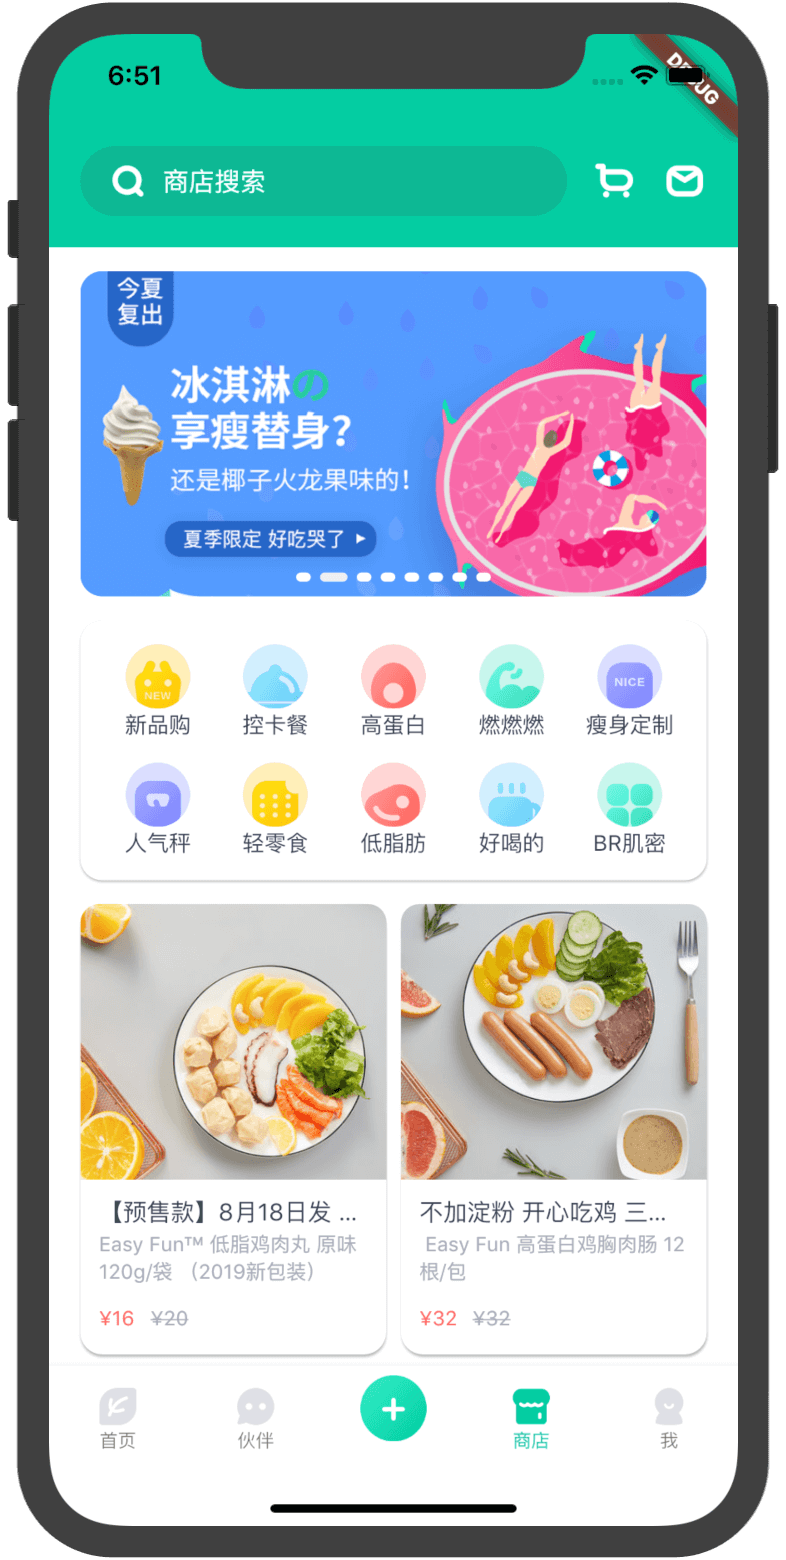 6:51
DEBUG
商店搜索
今夏
复出
冰淇淋の
享瘦替身？
还是椰子火龙果味的！
夏季限定 好吃哭了
NEW
NICE
新品购
控卡餐
高蛋白
燃燃燃
瘦身定制
人气秤
轻零食
低脂肪
好喝的
BR肌密
【预售款】8月18日发 ...
Easy Fun™ 低脂鸡肉丸 原味
120g/袋 （2019新包装）
¥16 ¥20
不加淀粉 开心吃鸡 三...
Easy Fun 高蛋白鸡胸肉肠 12
根/包
¥32 ¥32
首页
伙伴
商店
我